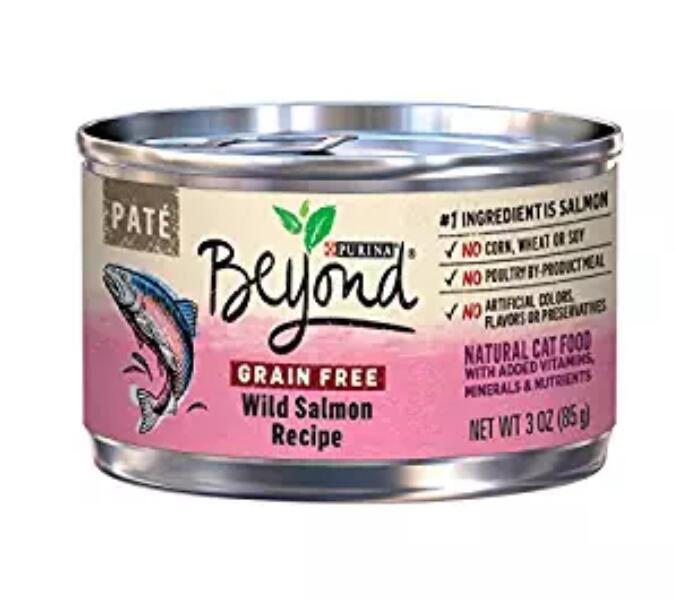 PATÉ
PURINA
Beyond®
GRAIN FREE
Wild Salmon
Recipe
#1 INGREDIENT IS SALMON
✓ NO CORN, WHEAT OR SOY
✓ NO POULTRY BY-PRODUCT MEAL
✓ NO ARTIFICIAL COLORS,
FLAVORS OR PRESERVATIVES
NATURAL CAT FOOD
WITH ADDED VITAMINS,
MINERALS & NUTRIENTS
NET WT 3 OZ (85 g)